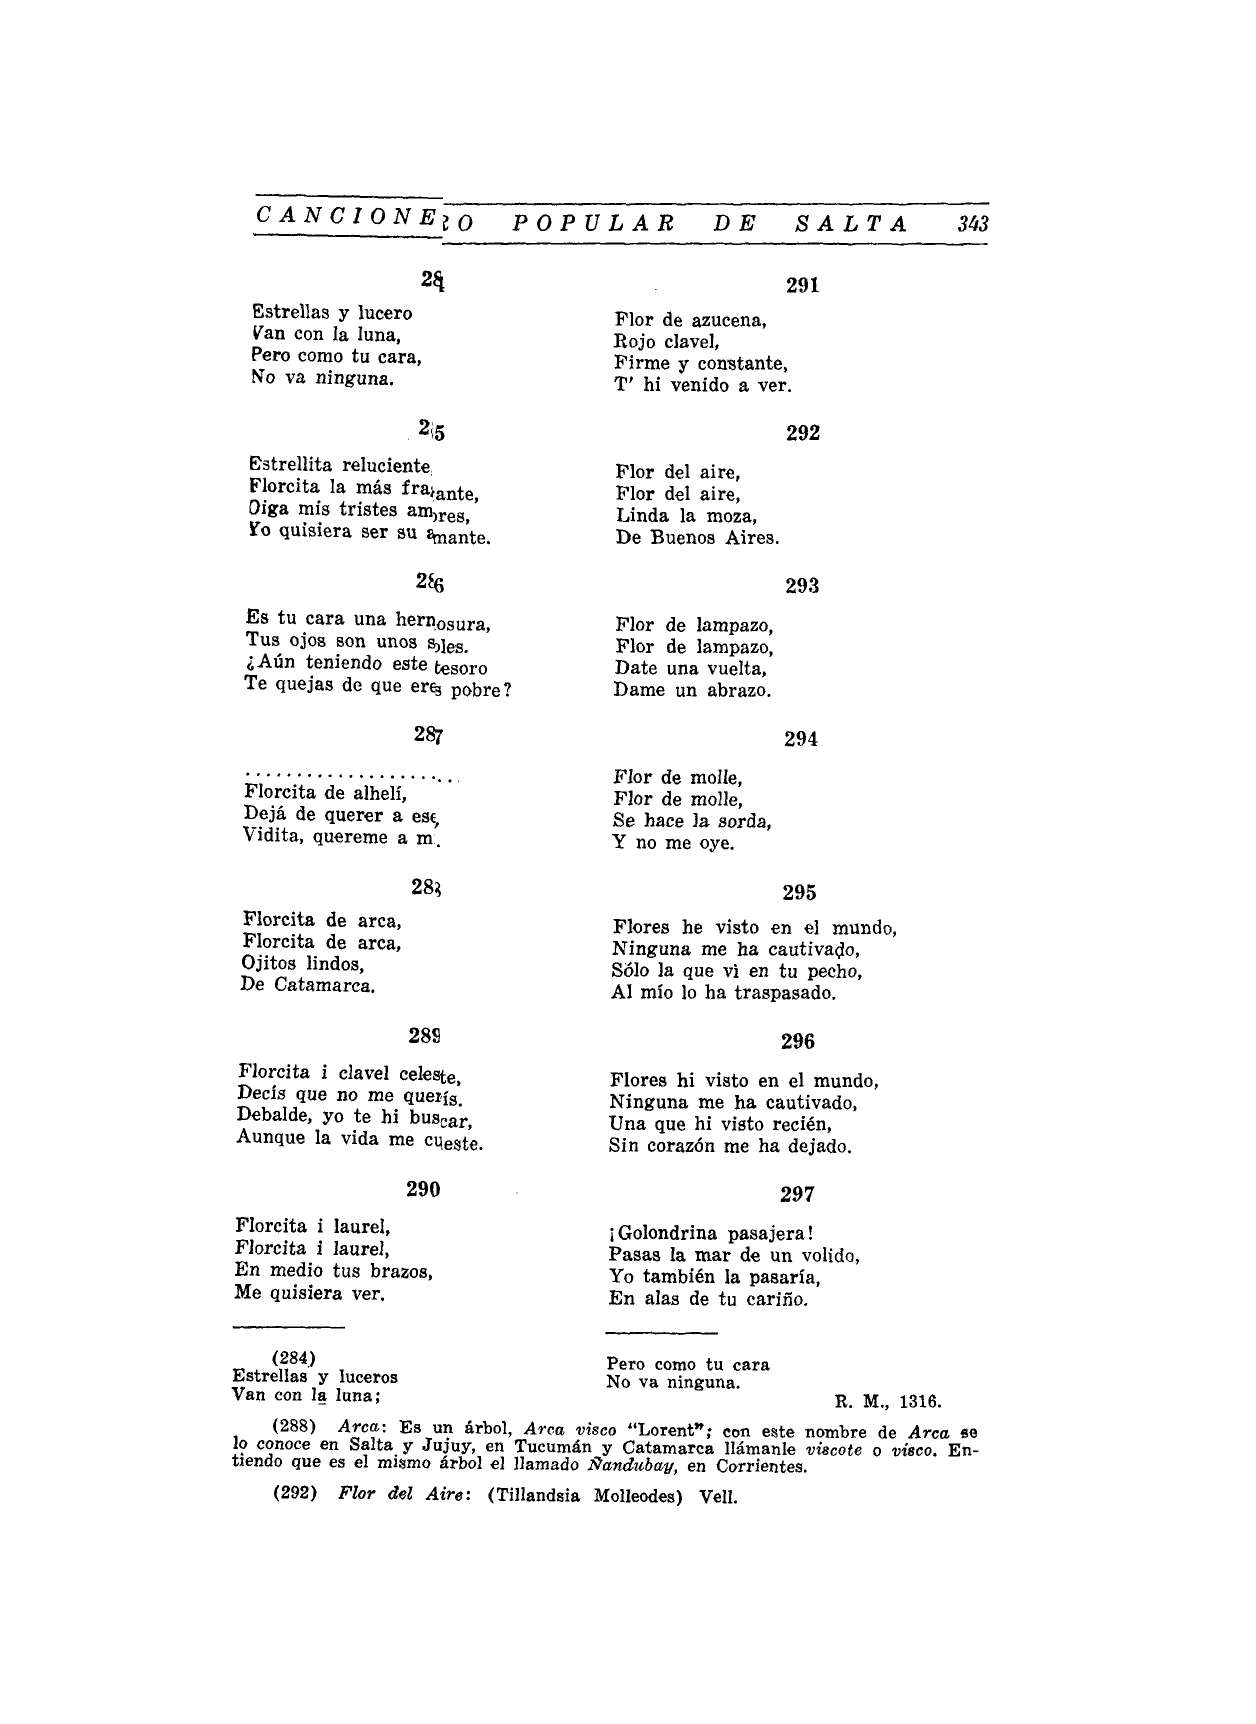 CANCIONERO POPULAR DE SALTA 343
284
Estrellas y lucero
Van con la luna,
Pero como tu cara,
No va ninguna.
285
Estrellita reluciente
Florcita la más fragante,
Oiga mis tristes amores,
Yo quisiera ser su amante.
286
Es tu cara una hermosura,
Tus ojos son unos soles.
¿Aún teniendo este tesoro
Te quejas de que eres pobre?
287
. . . . . . . . . . . . . . . . . . . . .
Florcita de alhelí,
Dejá de querer a ese,
Vidita, quereme a mí.
288
Florcita de arca,
Florcita de arca,
Ojitos lindos,
De Catamarca.
289
Florcita i clavel celeste,
Decís que no me querís.
Debalde, yo te hi buscar,
Aunque la vida me cueste.
290
Florcita i laurel,
Florcita i laurel,
En medio tus brazos,
Me quisiera ver.
291
Flor de azucena,
Rojo clavel,
Firme y constante,
T' hi venido a ver.
292
Flor del aire,
Flor del aire,
Linda la moza,
De Buenos Aires.
293
Flor de lampazo,
Flor de lampazo,
Date una vuelta,
Dame un abrazo.
294
Flor de molle,
Flor de molle,
Se hace la sorda,
Y no me oye.
295
Flores he visto en el mundo,
Ninguna me ha cautivado,
Sólo la que vì en tu pecho,
Al mío lo ha traspasado.
296
Flores hi visto en el mundo,
Ninguna me ha cautivado,
Una que hi visto recién,
Sin corazón me ha dejado.
297
¡Golondrina pasajera!
Pasas la mar de un volido,
Yo también la pasaría,
En alas de tu cariño.
(284)
Estrellas y luceros
Van con la luna;
Pero como tu cara
No va ninguna.
R. M., 1316.
(288) Arca: Es un árbol, Arca visco "Lorent"; con este nombre de Arca se
lo conoce en Salta y Jujuy, en Tucumán y Catamarca llámanle viscote o visco. En-
tiendo que es el mismo árbol el llamado Ñandubay, en Corrientes.
(292) Flor del Aire: (Tillandsia Molleodes) Vell.